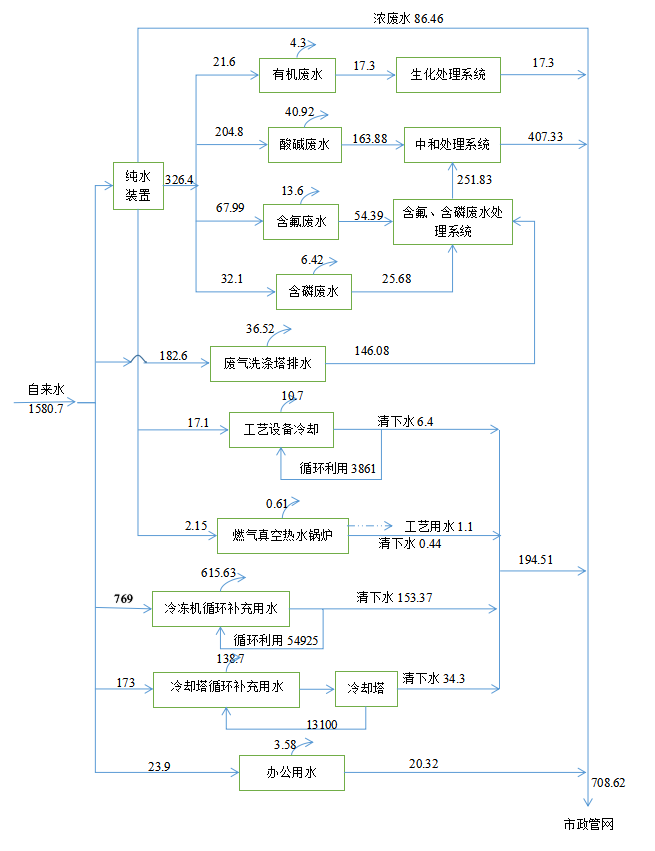 浓废水 86.46
4.3
21.6
有机废水
17.3
生化处理系统
17.3
40.92
204.8
酸碱废水
163.88
中和处理系统
407.33
纯水
装置
326.4
251.83
13.6
67.99
含氟废水
54.39
含氟、含磷废水处
理系统
6.42
32.1
含磷废水
25.68
36.52
182.6
废气洗涤塔排水
146.08
自来水
1580.7
10.7
17.1
工艺设备冷却
清下水 6.4
循环利用 3861
0.61
2.15
燃气真空热水锅炉
工艺用水 1.1
清下水 0.44
194.51
615.63
769
冷冻机循环补充用水
清下水 153.37
循环利用 54925
138.7
173
冷却塔循环补充用水
冷却塔
清下水 34.3
13100
3.58
23.9
办公用水
20.32
708.62
市政管网